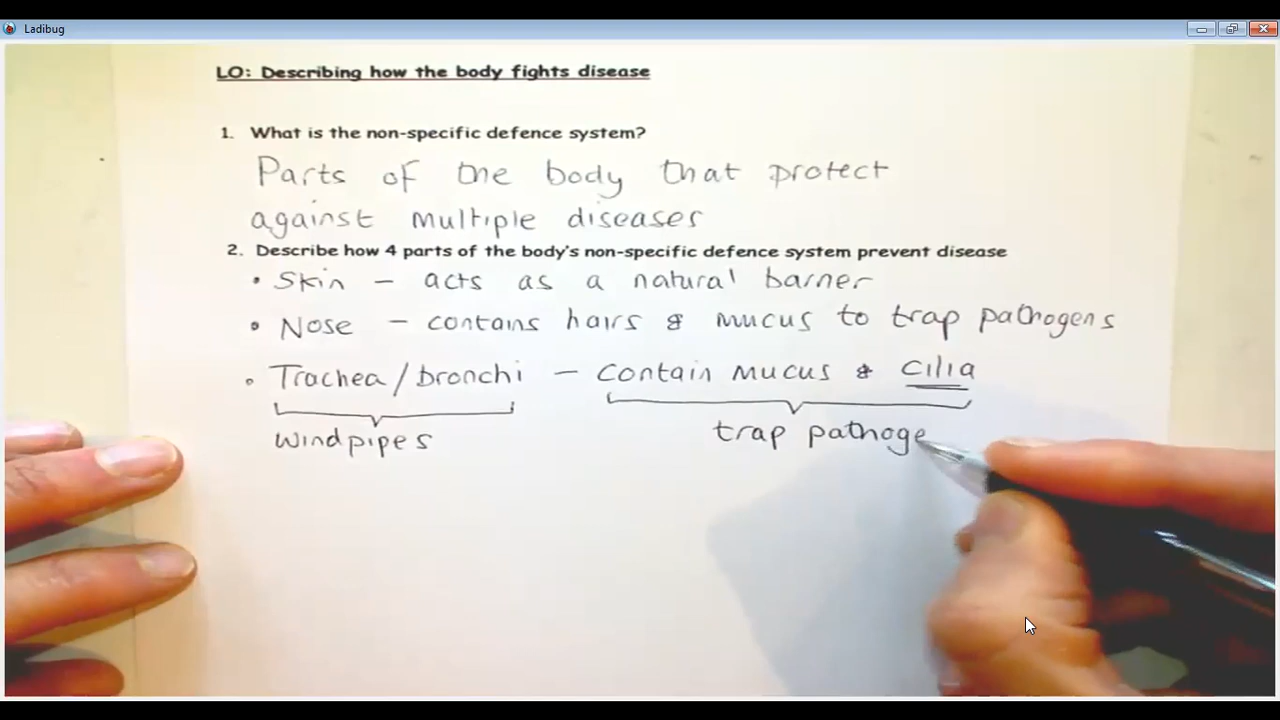 Ladibug
LO: Describing how the body fights disease
1. What is the non-specific defence system?
Parts of the body that protect
against multiple diseases
2. Describe how 4 parts of the body's non-specific defence system prevent disease
• Skin - acts as a natural barrier
• Nose - contains hairs & mucus to trap pathogens
• Trachea/bronchi - contain mucus & cilia
windpipes
trap pathoge